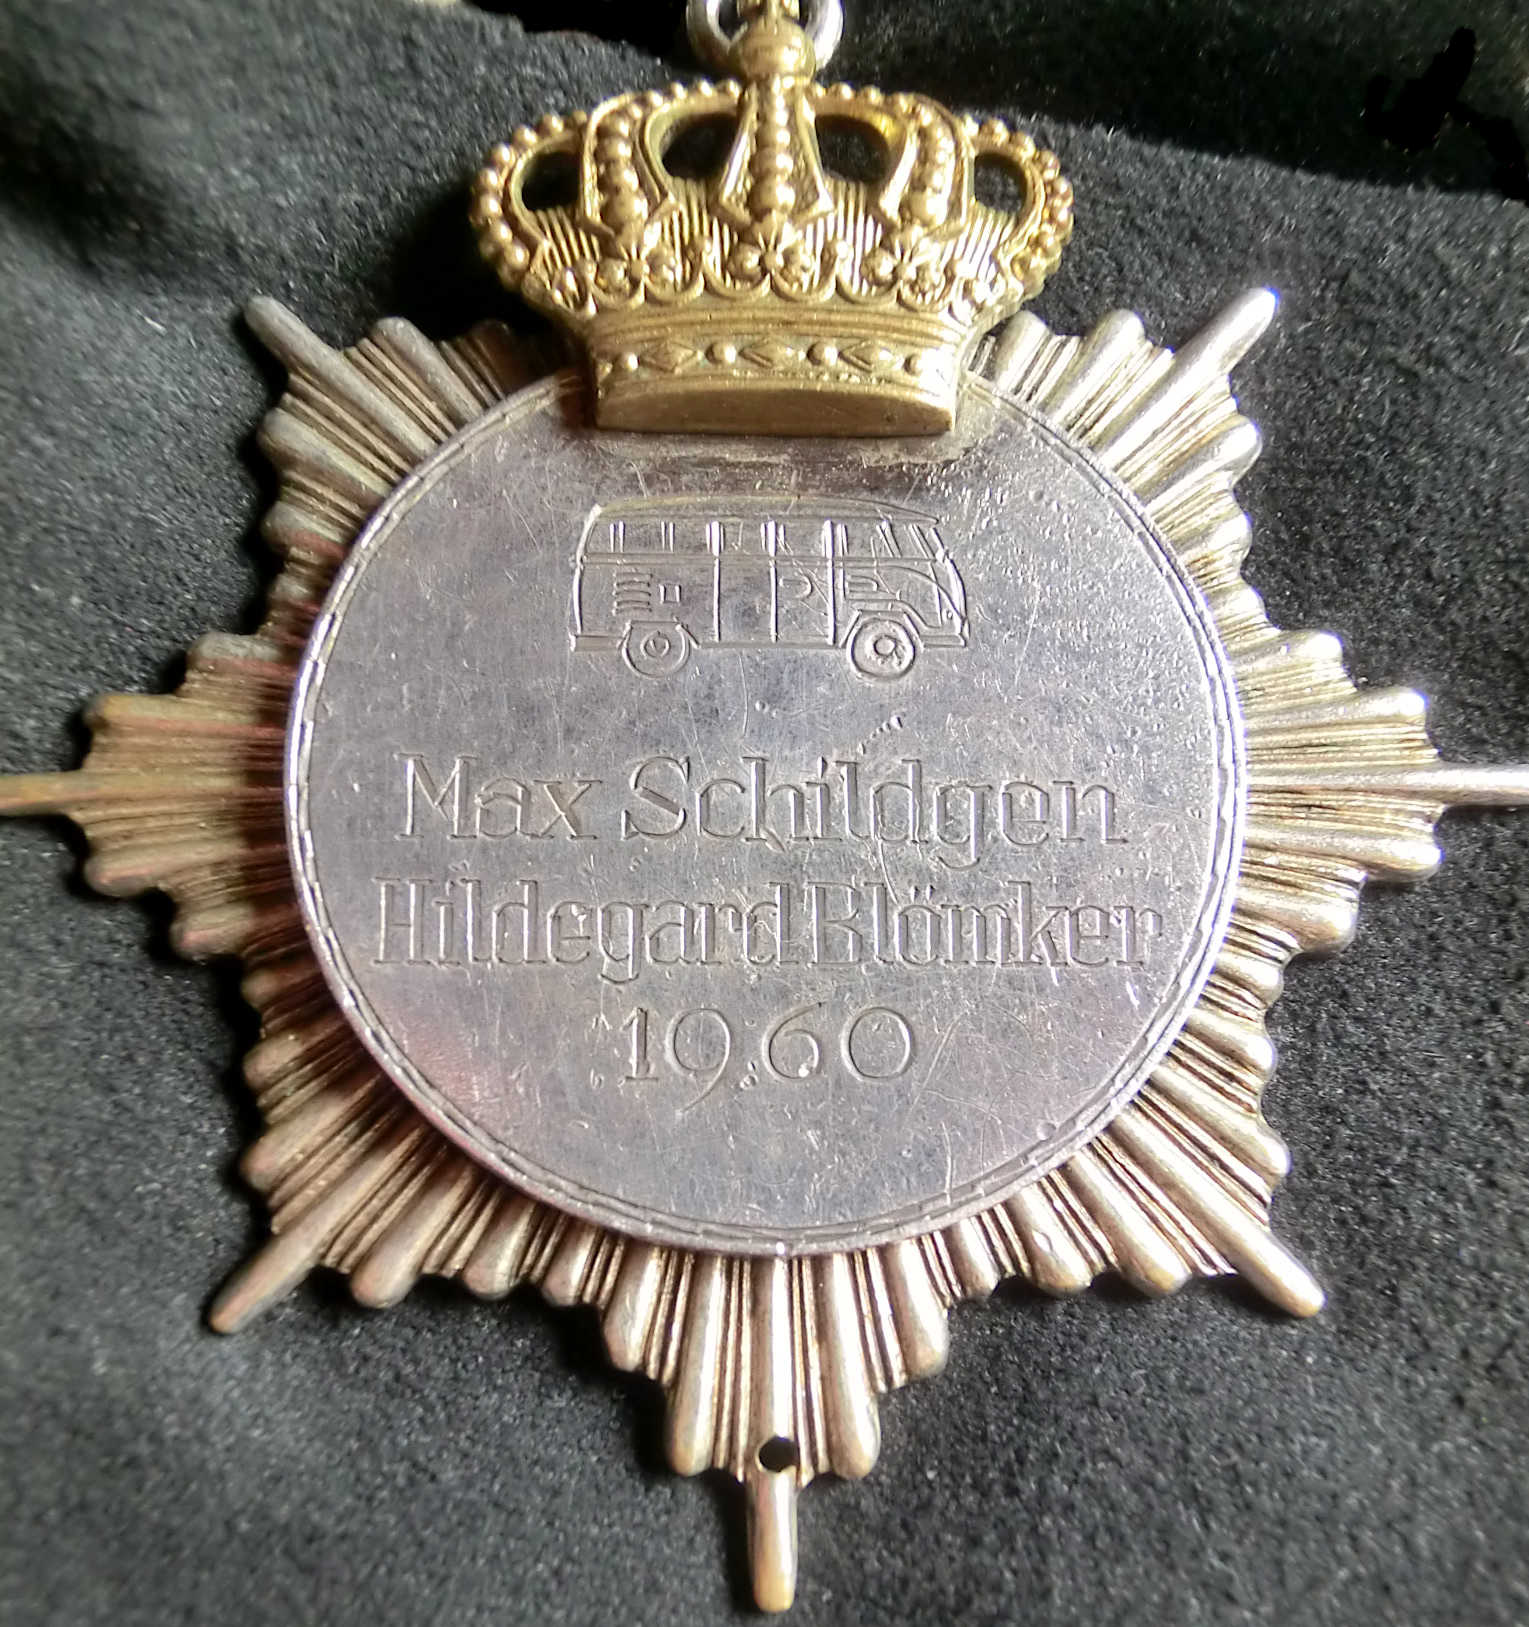 Max Schildgen
Hildegard Blömker
1960